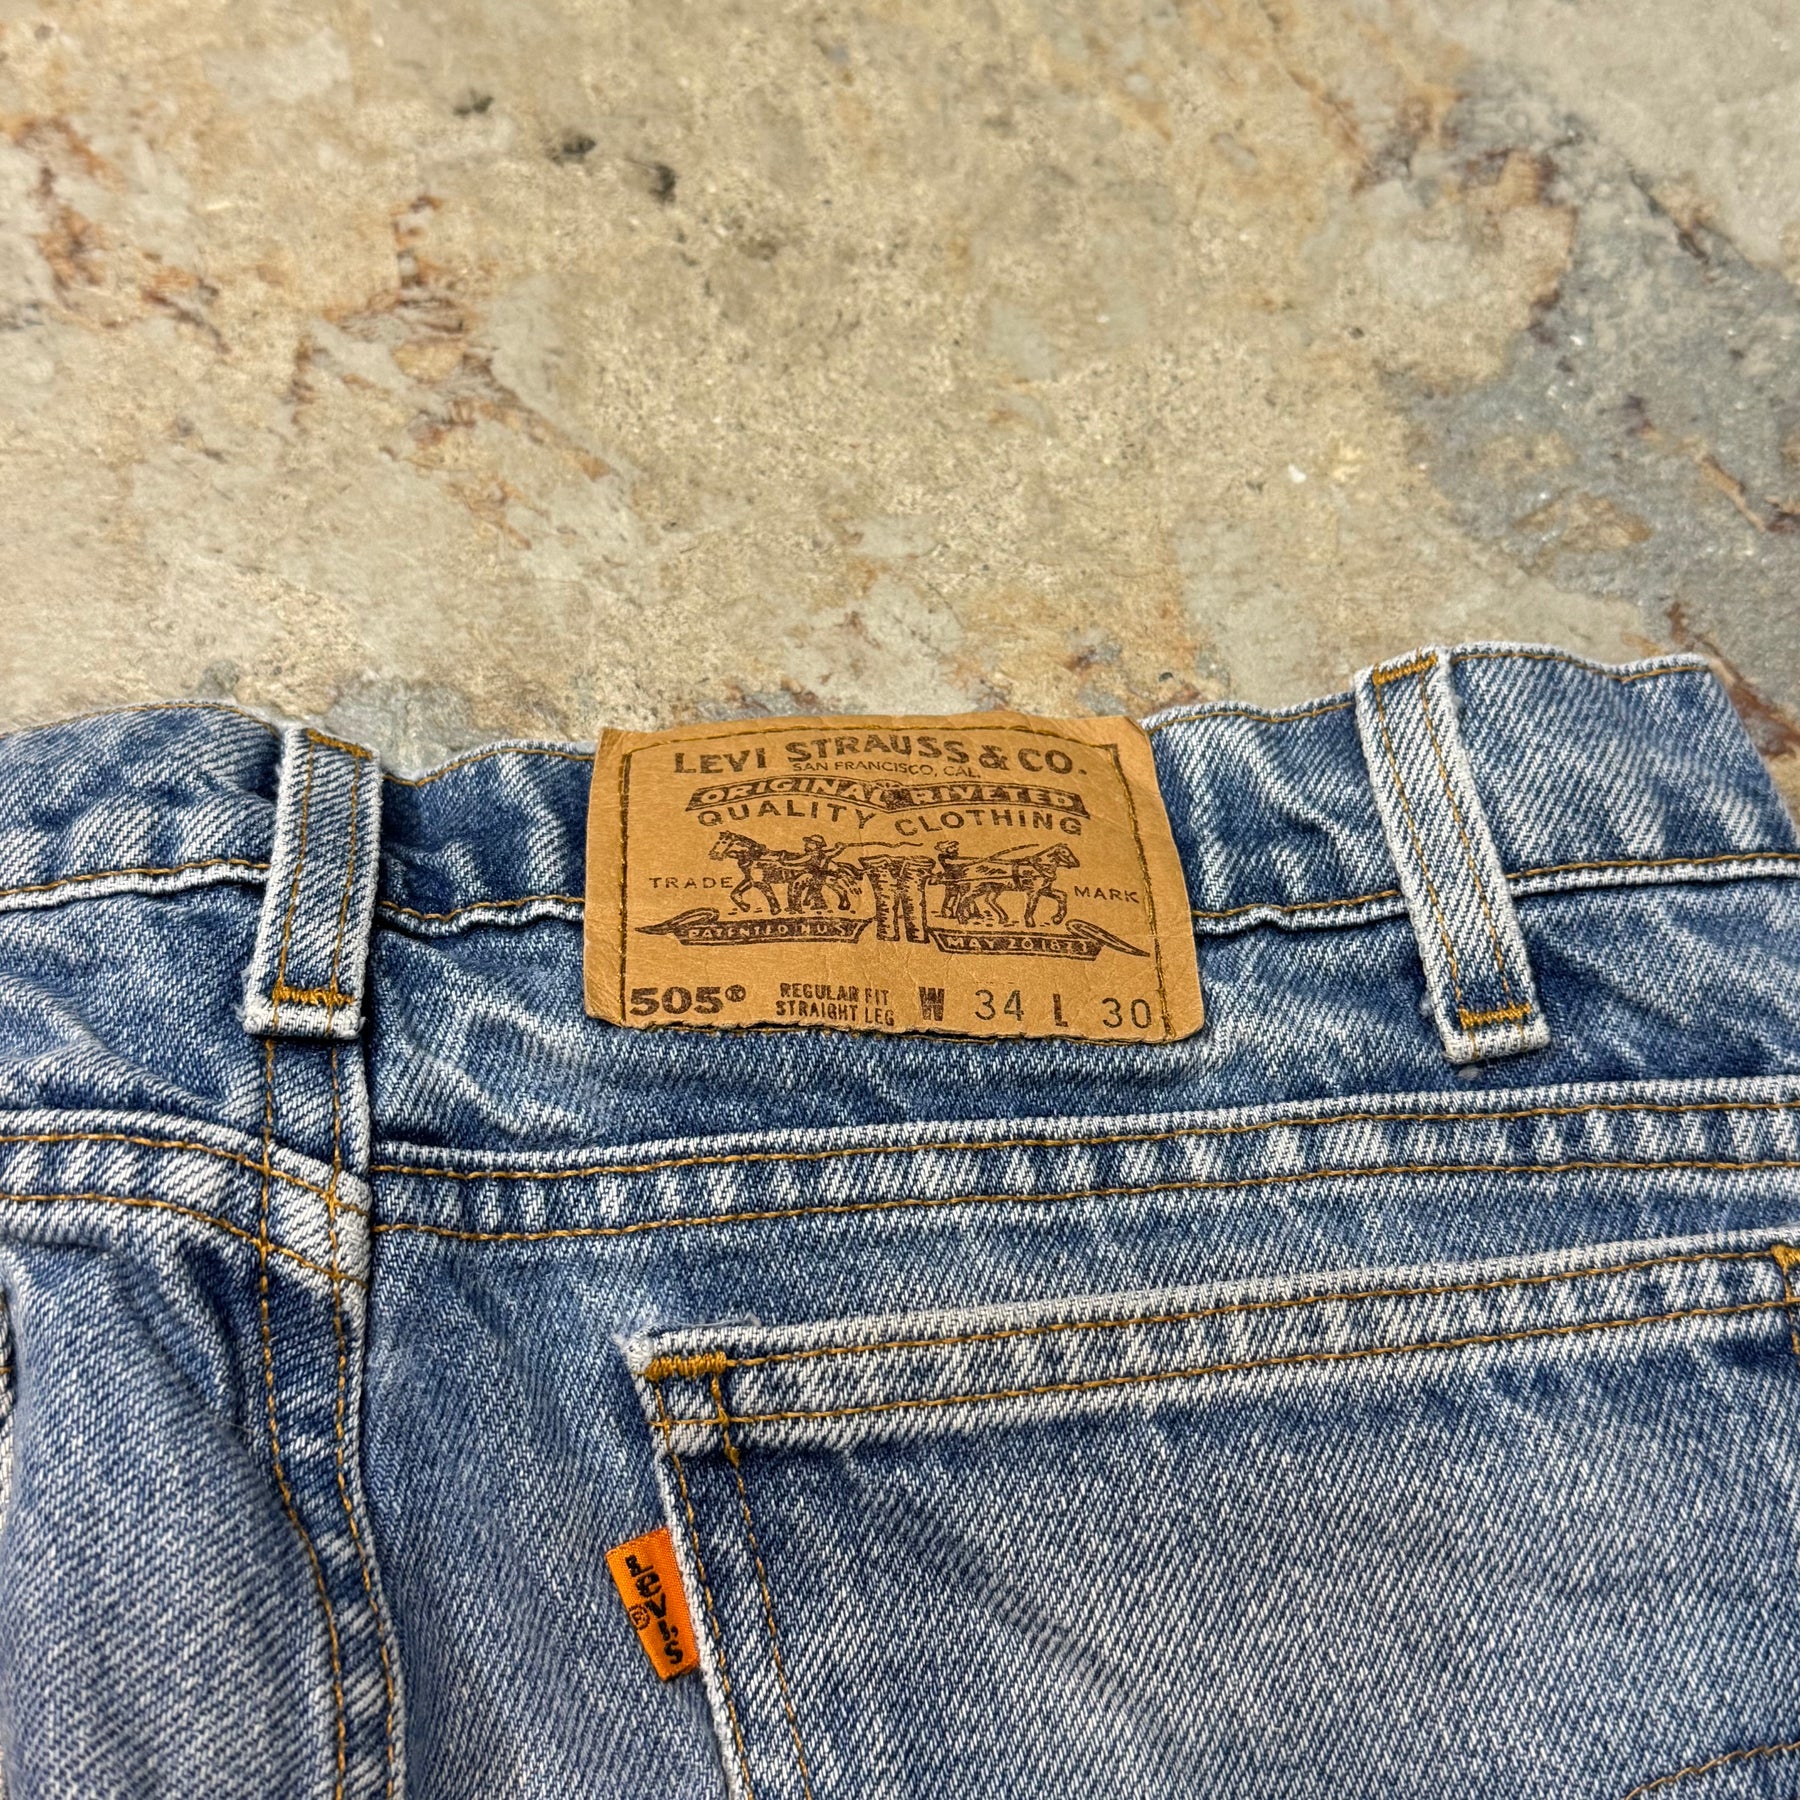 LEVI STRAUSS & CO.
SAN FRANCISCO, CAL.
ORIGINAL RIVETED
QUALITY CLOTHING
TRADE MARK
PATENTED IN U.S. MAY 20 1873
505® REGULAR FIT W 34 L 30
STRAIGHT LEG
LEVI'S
®